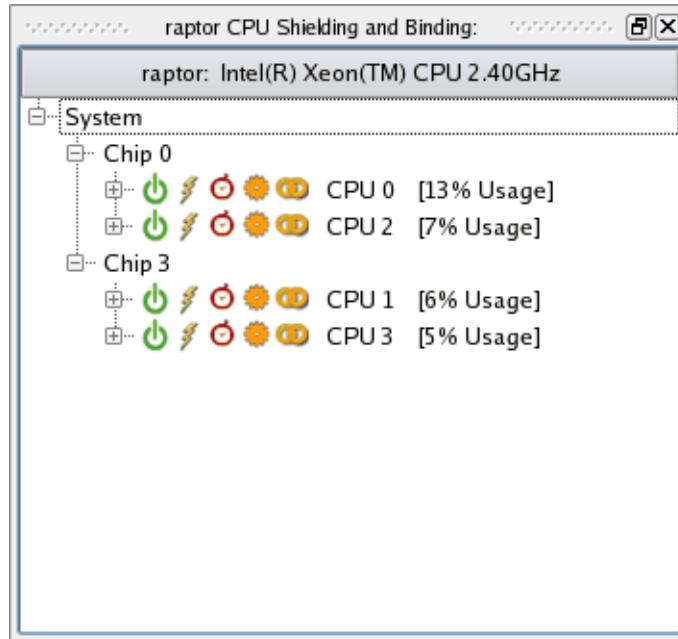 raptor CPU Shielding and Binding:
raptor: Intel(R) Xeon(TM) CPU 2.40GHz
System
Chip 0
CPU 0 [13% Usage]
CPU 2 [7% Usage]
Chip 3
CPU 1 [6% Usage]
CPU 3 [5% Usage]